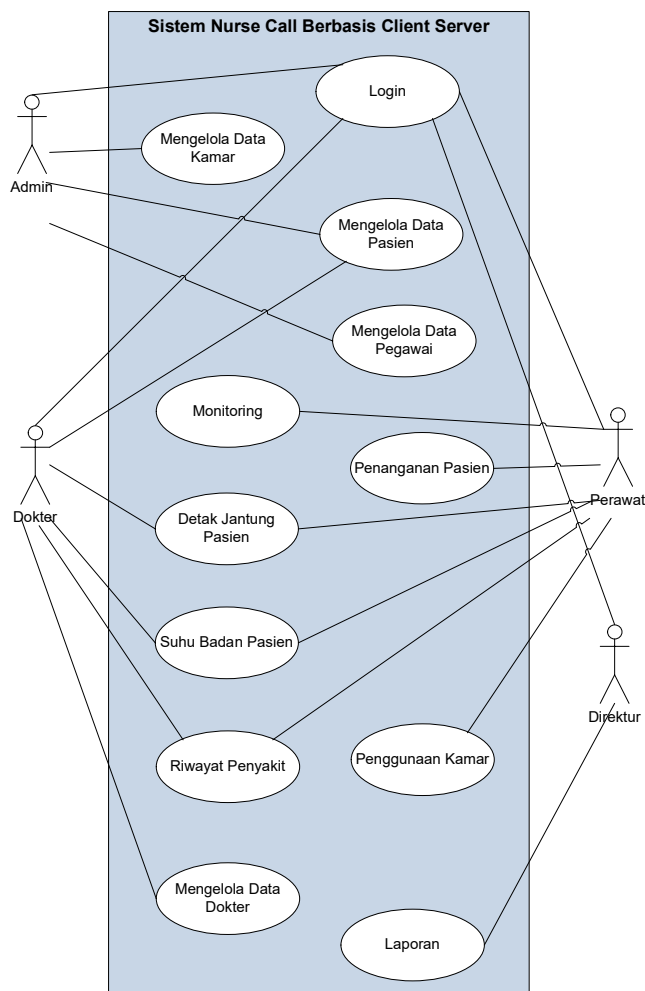 Sistem Nurse Call Berbasis Client Server
Login
Mengelola Data
Kamar
Admin
Mengelola Data
Pasien
Mengelola Data
Pegawai
Monitoring
Penanganan Pasien
Perawat
Dokter
Detak Jantung
Pasien
Suhu Badan Pasien
Direktur
Riwayat Penyakit
Penggunaan Kamar
Mengelola Data
Dokter
Laporan